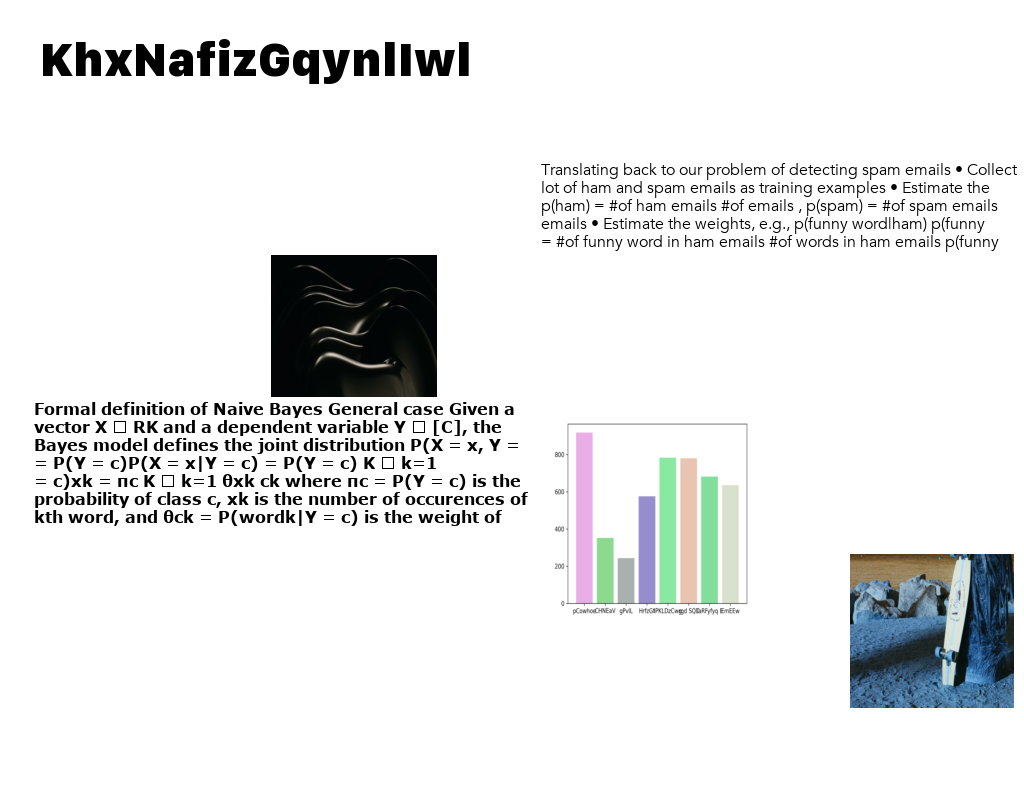 KhxNafizGqynlIwl
Translating back to our problem of detecting spam emails • Collect
lot of ham and spam emails as training examples • Estimate the
p(ham) = #of ham emails #of emails , p(spam) = #of spam emails
emails • Estimate the weights, e.g., p(funny word|ham) p(funny
= #of funny word in ham emails #of words in ham emails p(funny
Formal definition of Naive Bayes General case Given a
vector X □ RK and a dependent variable Y □ [C], the
Bayes model defines the joint distribution P(X = x, Y =
= P(Y = c)P(X = x|Y = c) = P(Y = c) K □ k=1
= c)xk = πc K □ k=1 θxk ck where πc = P(Y = c) is the
probability of class c, xk is the number of occurences of
kth word, and θck = P(wordk|Y = c) is the weight of
800
600
400
200
0
gPvlL